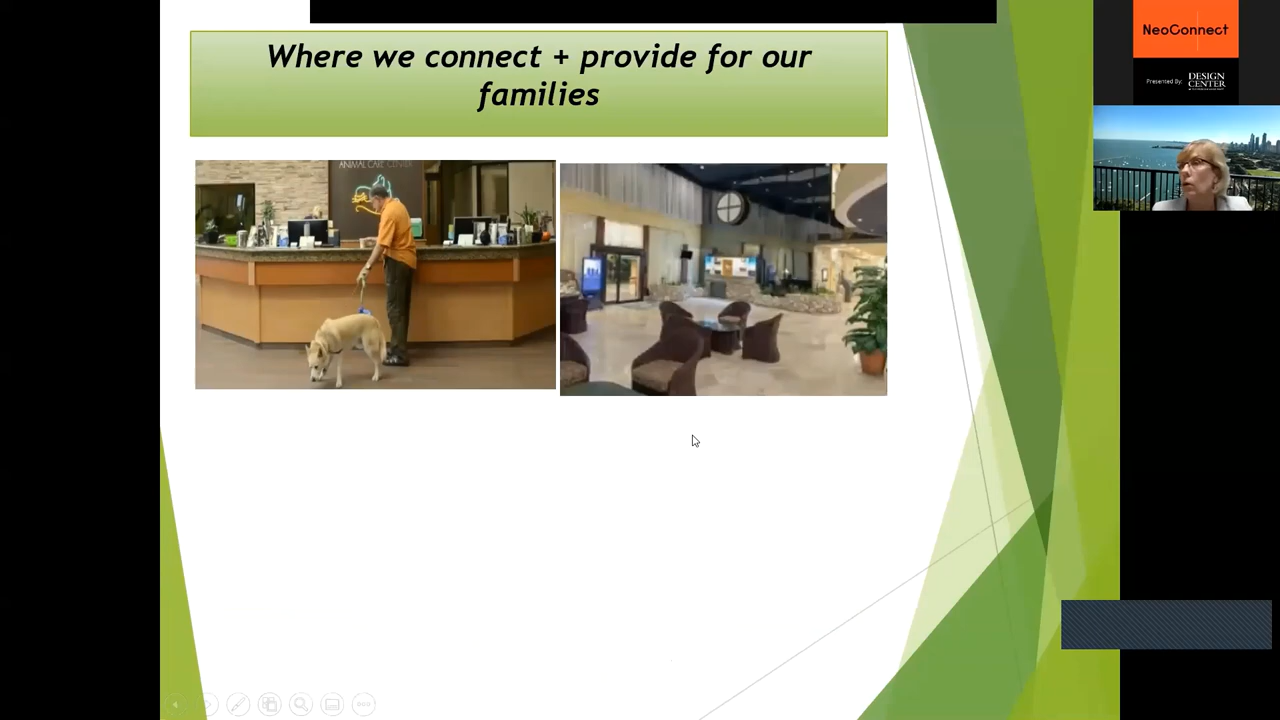 Where we connect + provide for our
families
ANIMAL CARE CENTER
NeoConnect
Presented By:
DESIGN
CENTER